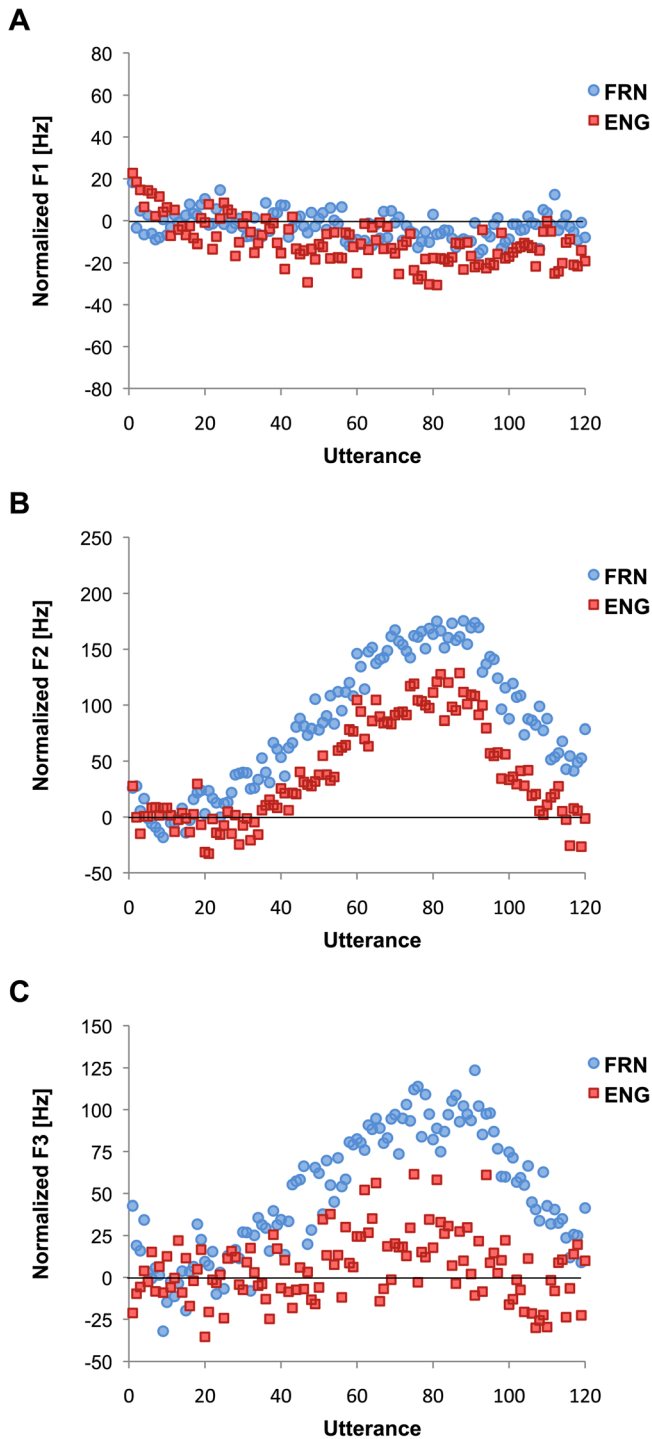 A
Normalized F1 [Hz]
80
60
40
20
0
-20
-40
-60
-80
0 20 40 60 80 100 120
Utterance
FRN
ENG
B
Normalized F2 [Hz]
250
200
150
100
50
0
-50
0 20 40 60 80 100 120
Utterance
FRN
ENG
C
Normalized F3 [Hz]
150
125
100
75
50
25
0
-25
-50
0 20 40 60 80 100 120
Utterance
FRN
ENG